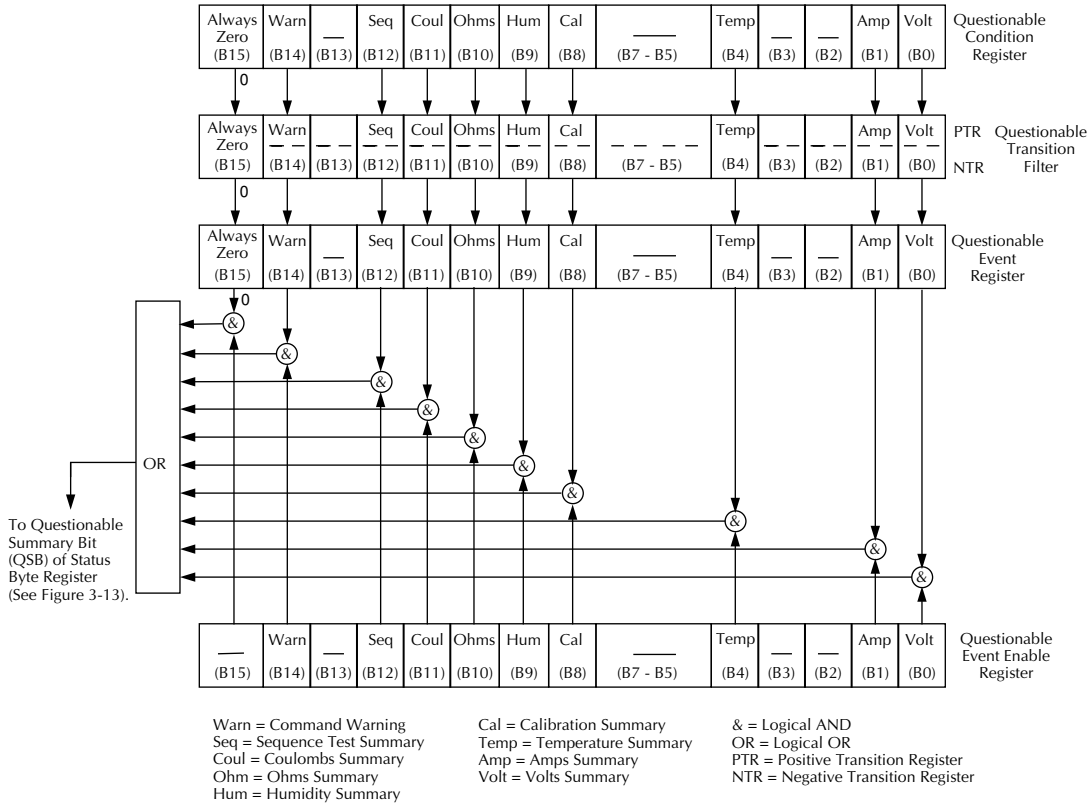 Always Zero (B15) Warn (B14) (B13) Seq (B12) Coul (B11) Ohms (B10) Hum (B9) Cal (B8) (B7 - B5) Temp (B4) (B3) (B2) Amp (B1) Volt (B0)
Questionable
Condition
Register
0
Always Zero (B15) Warn (B14) (B13) Seq (B12) Coul (B11) Ohms (B10) Hum (B9) Cal (B8) (B7 - B5) Temp (B4) (B3) (B2) Amp (B1) Volt (B0)
PTR
NTR
Questionable
Transition
Filter
0
Always Zero (B15) Warn (B14) (B13) Seq (B12) Coul (B11) Ohms (B10) Hum (B9) Cal (B8) (B7 - B5) Temp (B4) (B3) (B2) Amp (B1) Volt (B0)
Questionable
Event
Register
0
&
&
&
&
&
&
&
&
&
&
OR
To Questionable
Summary Bit
(QSB) of Status
Byte Register
(See Figure 3-13).
(B15) Warn (B14) (B13) Seq (B12) Coul (B11) Ohms (B10) Hum (B9) Cal (B8) (B7 - B5) Temp (B4) (B3) (B2) Amp (B1) Volt (B0)
Questionable
Event Enable
Register
Warn = Command Warning
Seq = Sequence Test Summary
Coul = Coulombs Summary
Ohm = Ohms Summary
Hum = Humidity Summary
Cal = Calibration Summary
Temp = Temperature Summary
Amp = Amps Summary
Volt = Volts Summary
& = Logical AND
OR = Logical OR
PTR = Positive Transition Register
NTR = Negative Transition Register